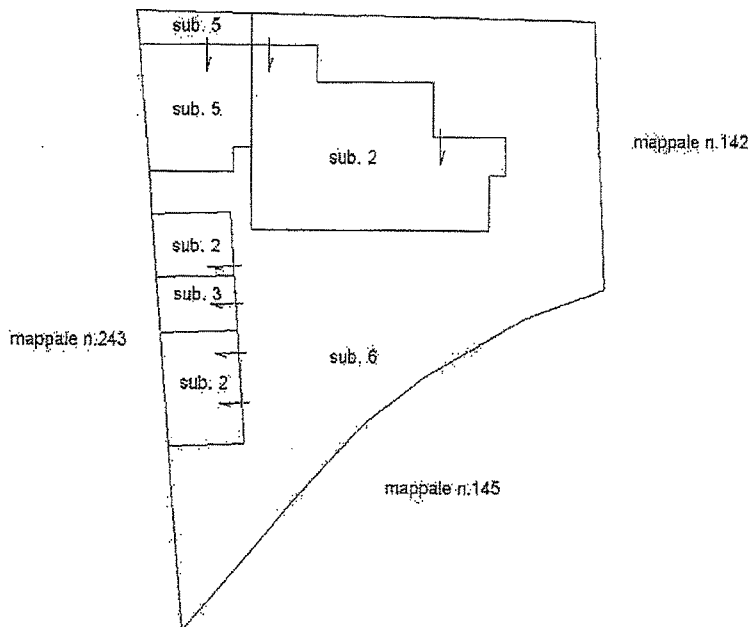 sub. 5
sub. 5
mappale n.142
sub. 2
sub. 2
sub. 3
mappale n.243
sub. 6
sub. 2
mappale n.145